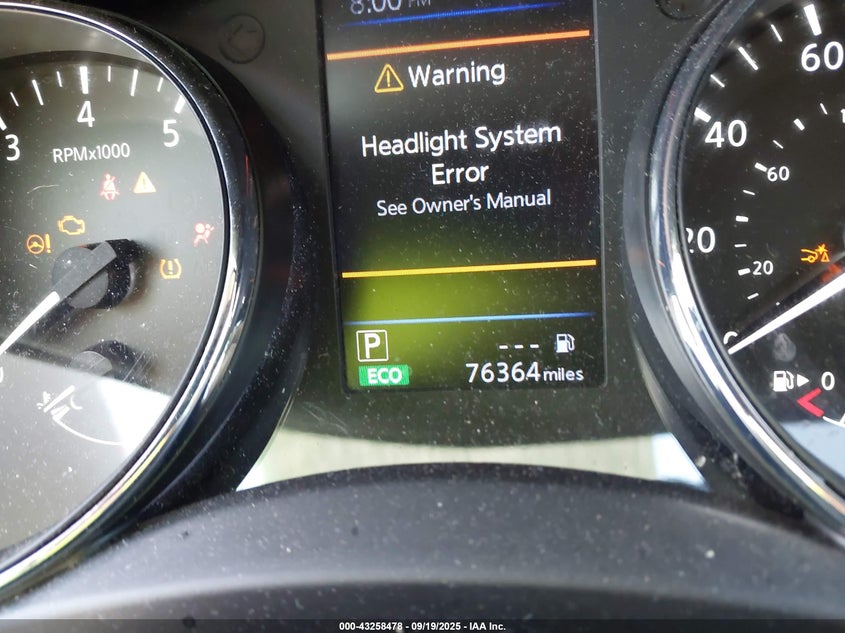 8:00 PM
Warning
Headlight System
Error
See Owner's Manual
P
--- 
ECO
76364 miles
3
4
5
RPMx1000
20
40
60
20
60
0
000-43258478 - 09/19/2025 - IAA Inc.